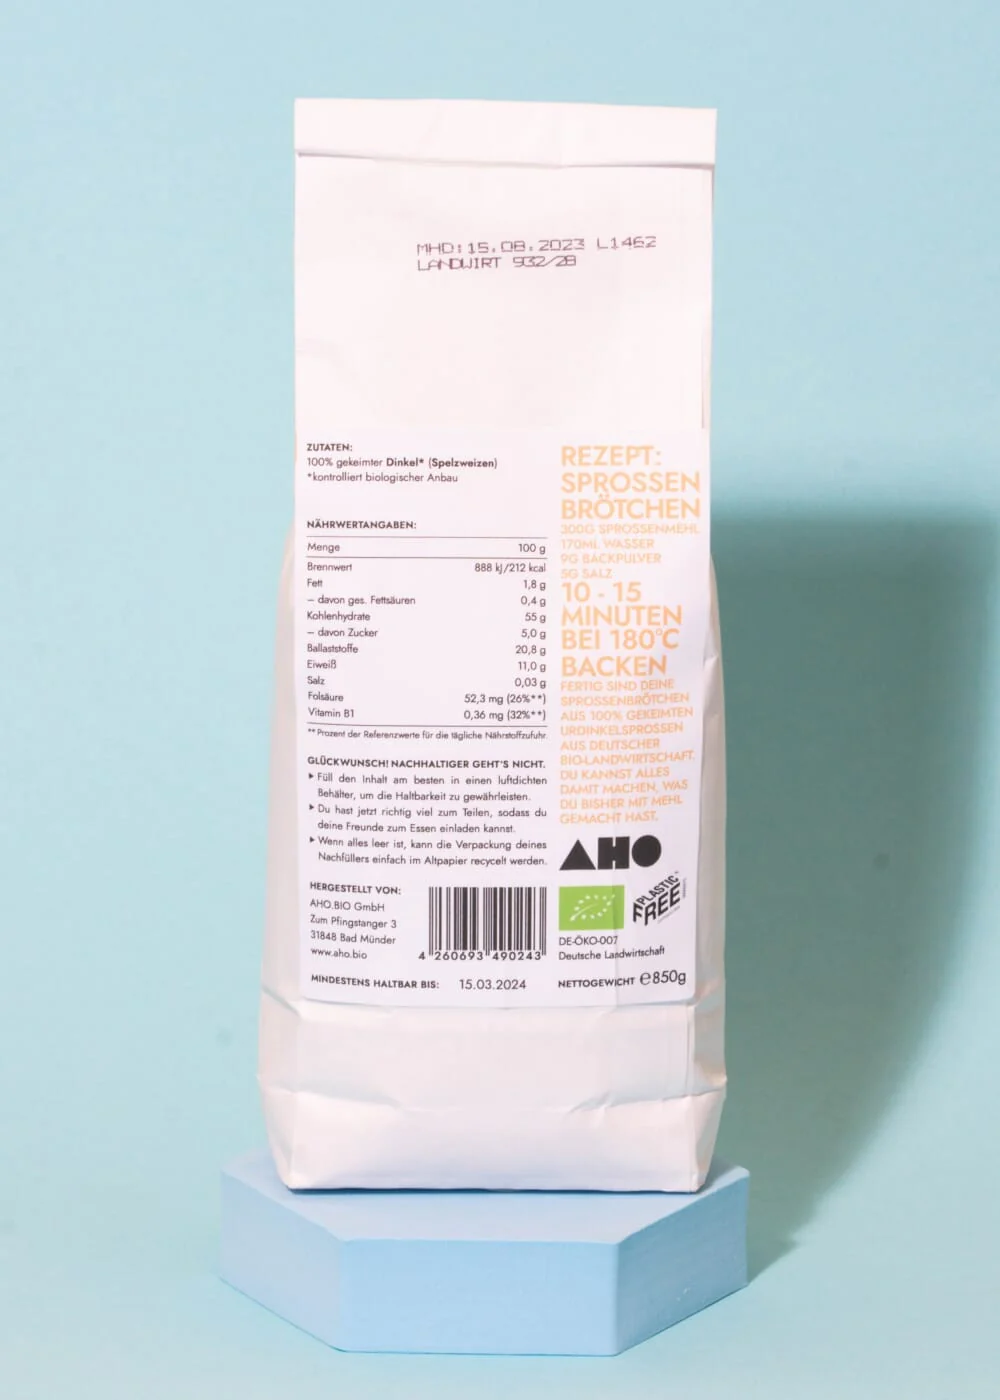 MHD:15.08.2023 L1462
LANDWIRT 932/28
ZUTATEN:
100% gekeimter Dinkel* (Spelzweizen)
*kontrolliert biologischer Anbau
NÄHRWERTANGABEN:
Menge 100 g
Brennwert 888 kJ/212 kcal
Fett 1,8 g
– davon ges. Fettsäuren 0,4 g
Kohlenhydrate 55 g
– davon Zucker 5,0 g
Ballaststoffe 20,8 g
Eiweiß 11,0 g
Salz 0,03 g
Folsäure 52,3 mg (26%**)
Vitamin B1 0,36 mg (32%**)
**Prozent der Referenzwerte für die tägliche Nährstoffzufuhr.
GLÜCKWUNSCH! NACHHALTIGER GEHT'S NICHT.
▸ Füll den Inhalt am besten in einen luftdichten
Behälter, um die Haltbarkeit zu gewährleisten.
▸ Du hast jetzt richtig viel zum Teilen, sodass du
deine Freunde zum Essen einladen kannst.
▸ Wenn alles leer ist, kann die Verpackung deines
Nachfüllers einfach im Altpapier recycelt werden.
HERGESTELLT VON:
AHO.BIO GmbH
Zum Pfingstanger 3
31848 Bad Münder
www.aho.bio
4 260693 490243
MINDESTENS HALTBAR BIS: 15.03.2024
REZEPT:
SPROSSEN
BRÖTCHEN
300G SPROSSENMEHL
170ML WASSER
9G BACKPULVER
5G SALZ
10 - 15
MINUTEN
BEI 180°C
BACKEN
FERTIG SIND DEINE
SPROSSENBRÖTCHEN
AUS 100% GEKEIMTEN
URDINKELSPROSSEN
AUS DEUTSCHER
BIO-LANDWIRTSCHAFT.
DU KANNST ALLES
DAMIT MACHEN, WAS
DU BISHER MIT MEHL
GEMACHT HAST.
AHO
PLASTIC
FREE
DE-ÖKO-007
Deutsche Landwirtschaft
NETTOGEWICHT ℮850g